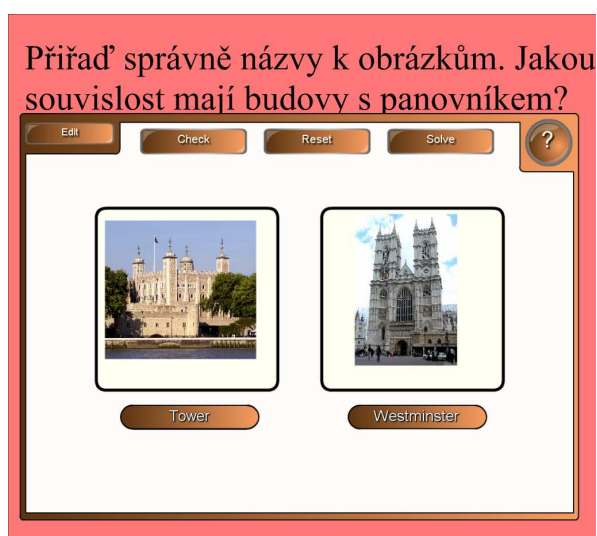 Přiřaď správně názvy k obrázkům. Jakou
souvislost mají budovy s panovníkem?
Edit
Check
Reset
Solve
?
Tower
Westminster